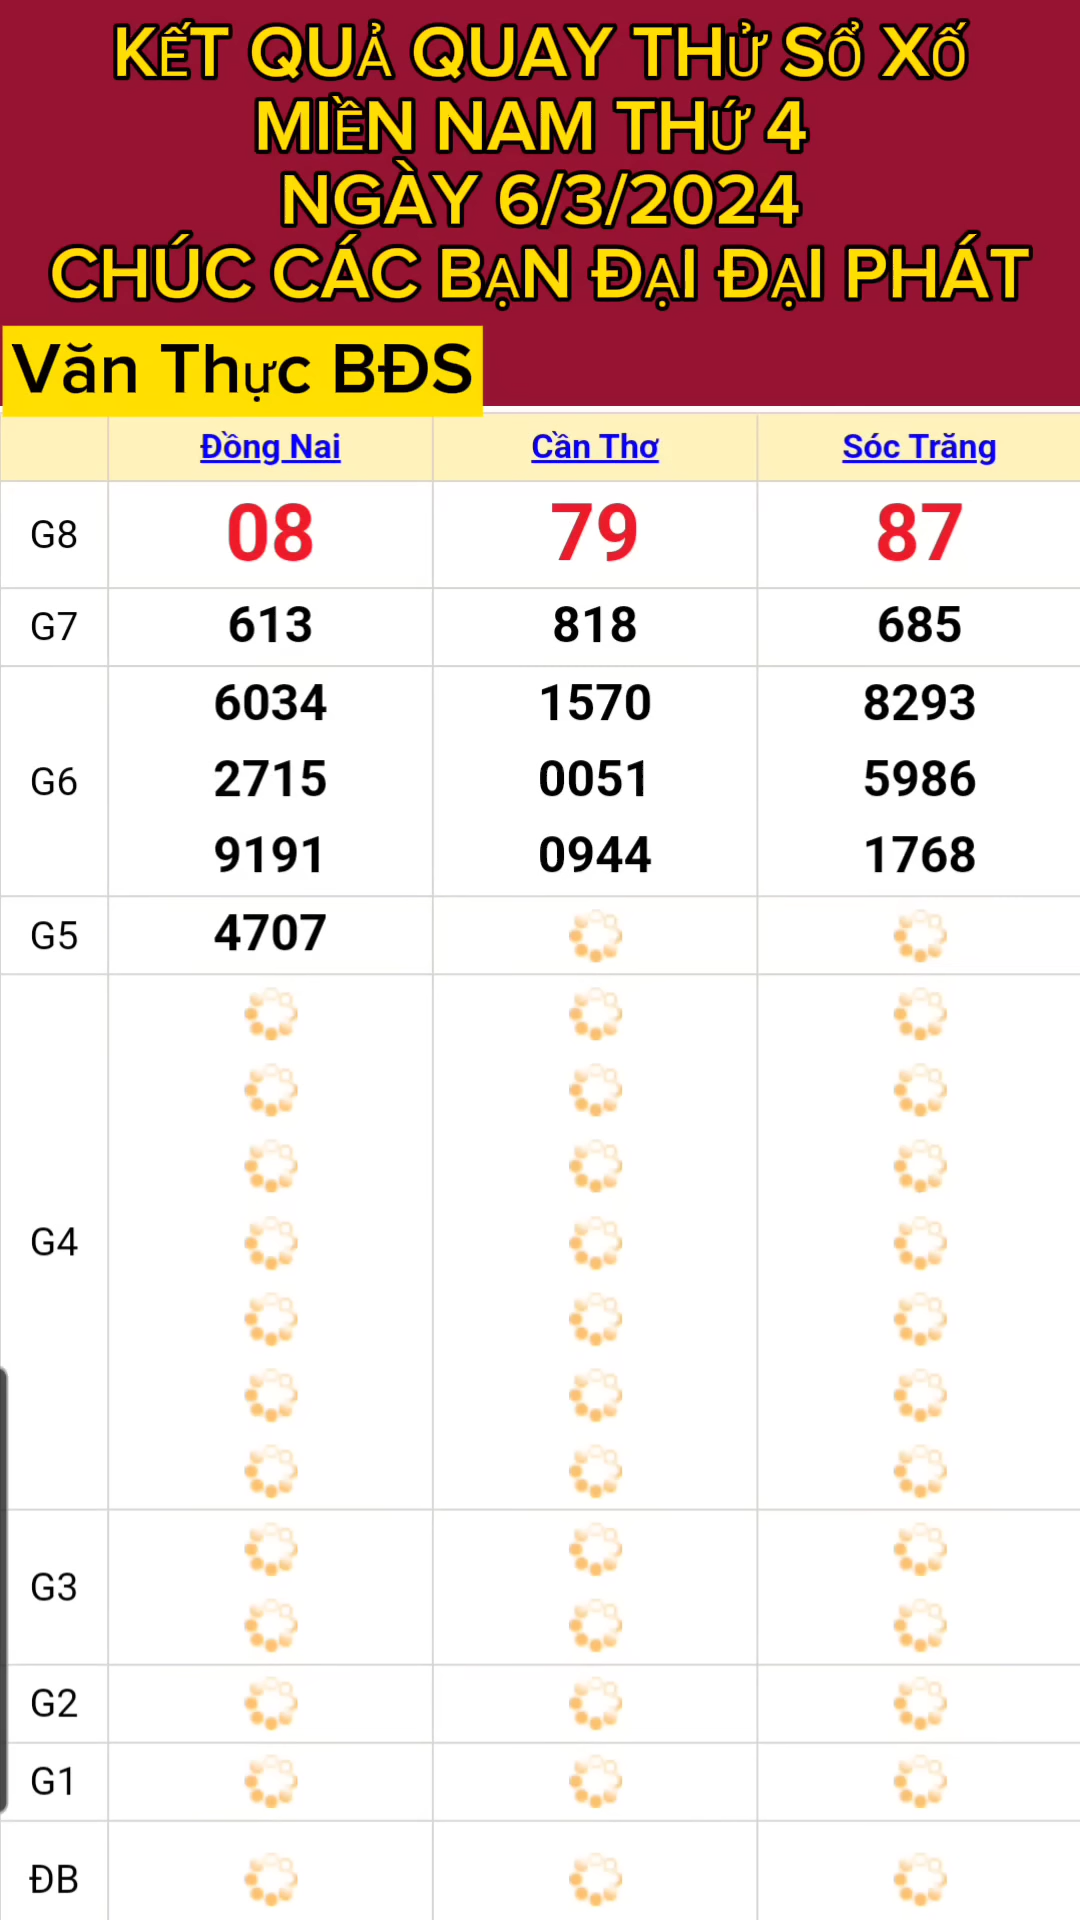 KẾT QUẢ QUAY THỬ SỔ XỐ
MIỀN NAM THỨ 4
NGÀY 6/3/2024
CHÚC CÁC BẠN ĐẠI ĐẠI PHÁT
Văn Thực BĐS
Đồng Nai Cần Thơ Sóc Trăng
G8 08 79 87
G7 613 818 685
6034 1570 8293
G6 2715 0051 5986
9191 0944 1768
G5 4707
G4
G3
G2
G1
ĐB